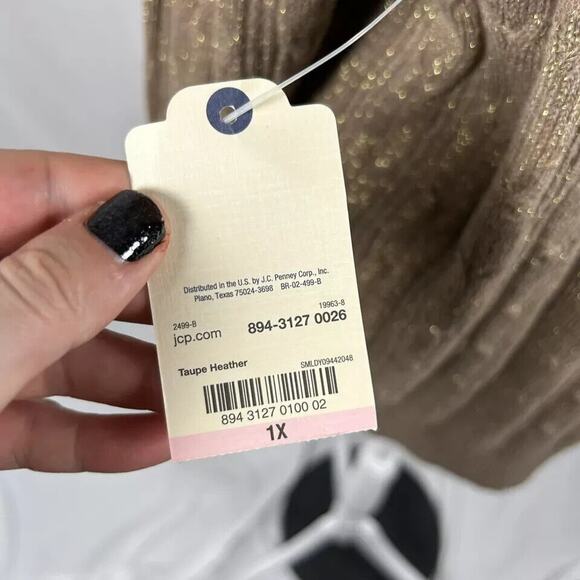 Distributed in the U.S. by J.C. Penney Corp., Inc.
Plano, Texas 75024-3698 BR-02-499-B
2499-B 19963-8
jcp.com 894-3127 0026
Taupe Heather SMLDY09442048
894 3127 0100 02
1X